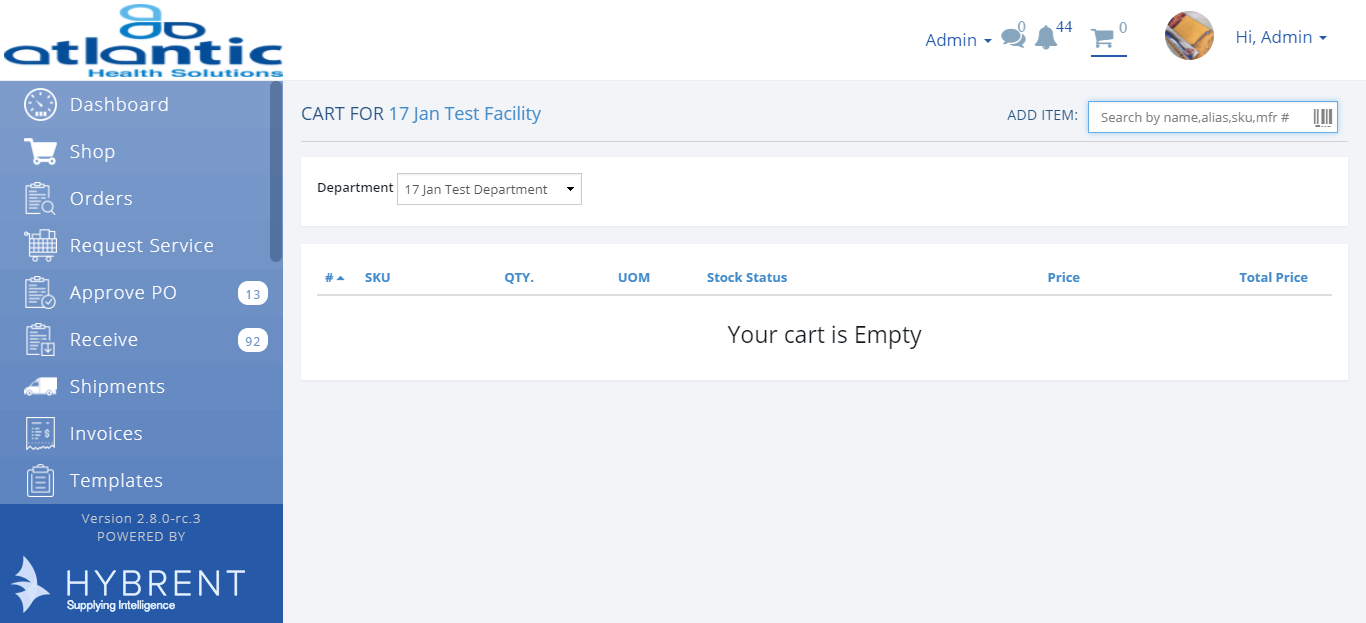 atlantic
Health Solutions
Admin
0
44
0
Hi, Admin
Dashboard
Shop
Orders
Request Service
Approve PO 13
Receive 92
Shipments
Invoices
Templates
Version 2.8.0-rc.3
POWERED BY
HYBRENT
Supplying Intelligence
CART FOR 17 Jan Test Facility
ADD ITEM: Search by name,alias,sku,mfr #
Department 17 Jan Test Department
# SKU QTY. UOM Stock Status Price Total Price
Your cart is Empty